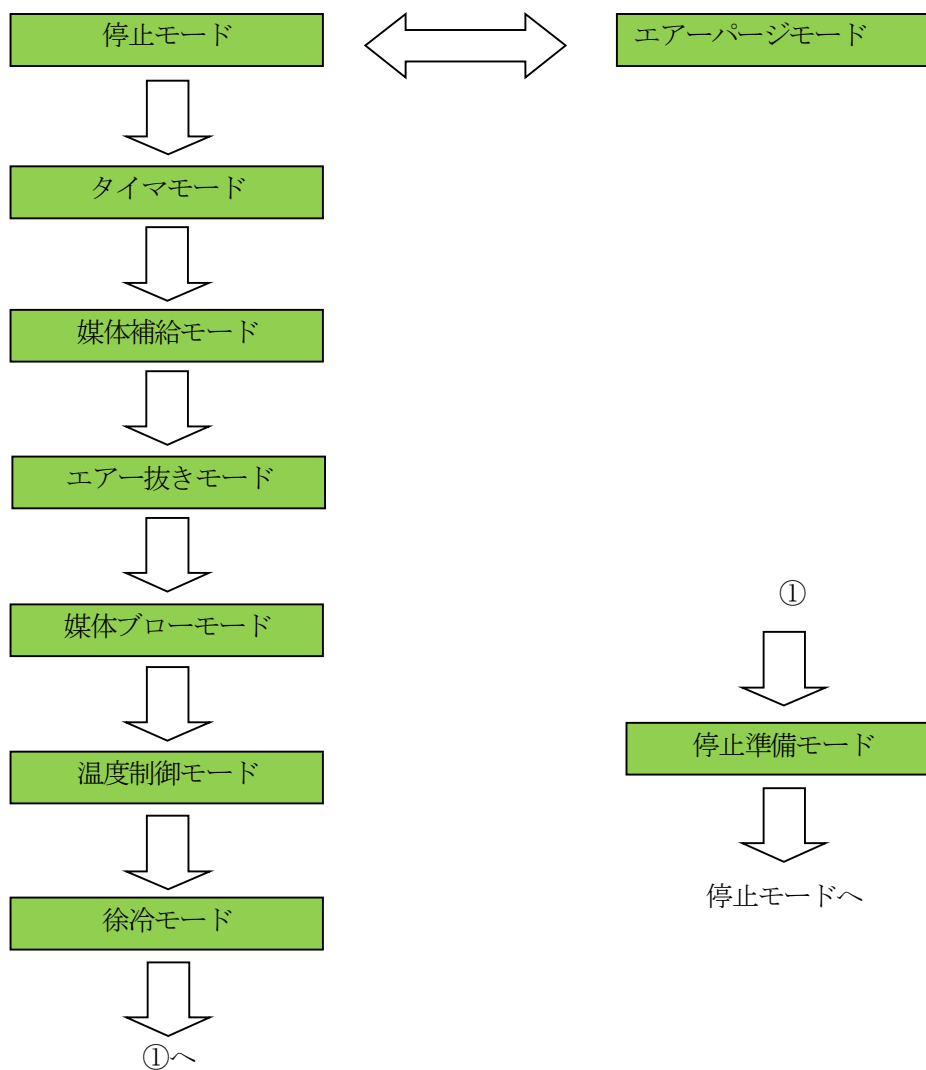 停止モード
エアーパージモード
タイマモード
媒体補給モード
エアー抜きモード
媒体ブローモード
温度制御モード
徐冷モード
①へ
①
停止準備モード
停止モードへ